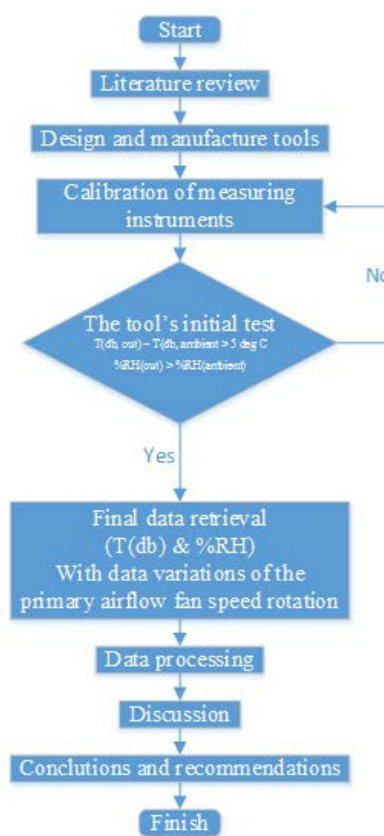 Start
Literature review
Design and manufacture tools
Calibration of measuring
instruments
No
The tool's initial test
T(db, out) – T(db, ambient > 5 deg C
%RH(out) > %RH(ambient)
Yes
Final data retrieval
(T(db) & %RH)
With data variations of the
primary airflow fan speed rotation
Data processing
Discussion
Conclutions and recommendations
Finish